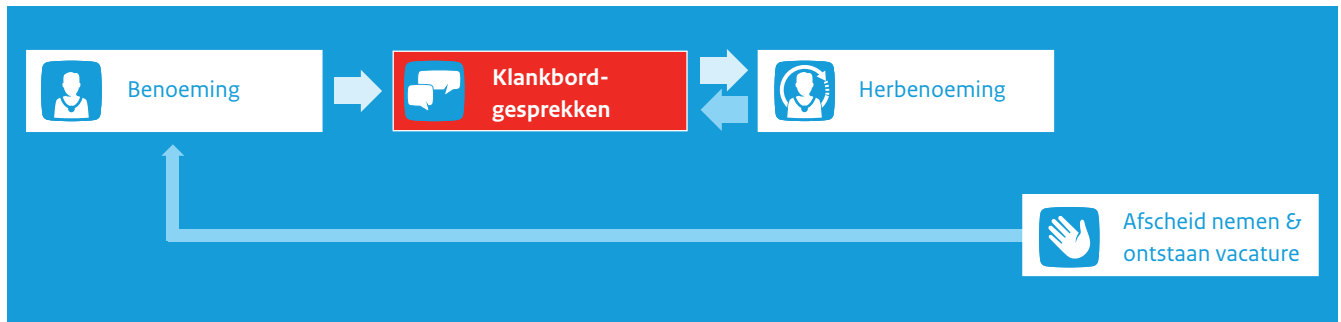 Benoeming
Klankbord-
gesprekken
Herbenoeming
Afscheid nemen &
ontstaan vacature